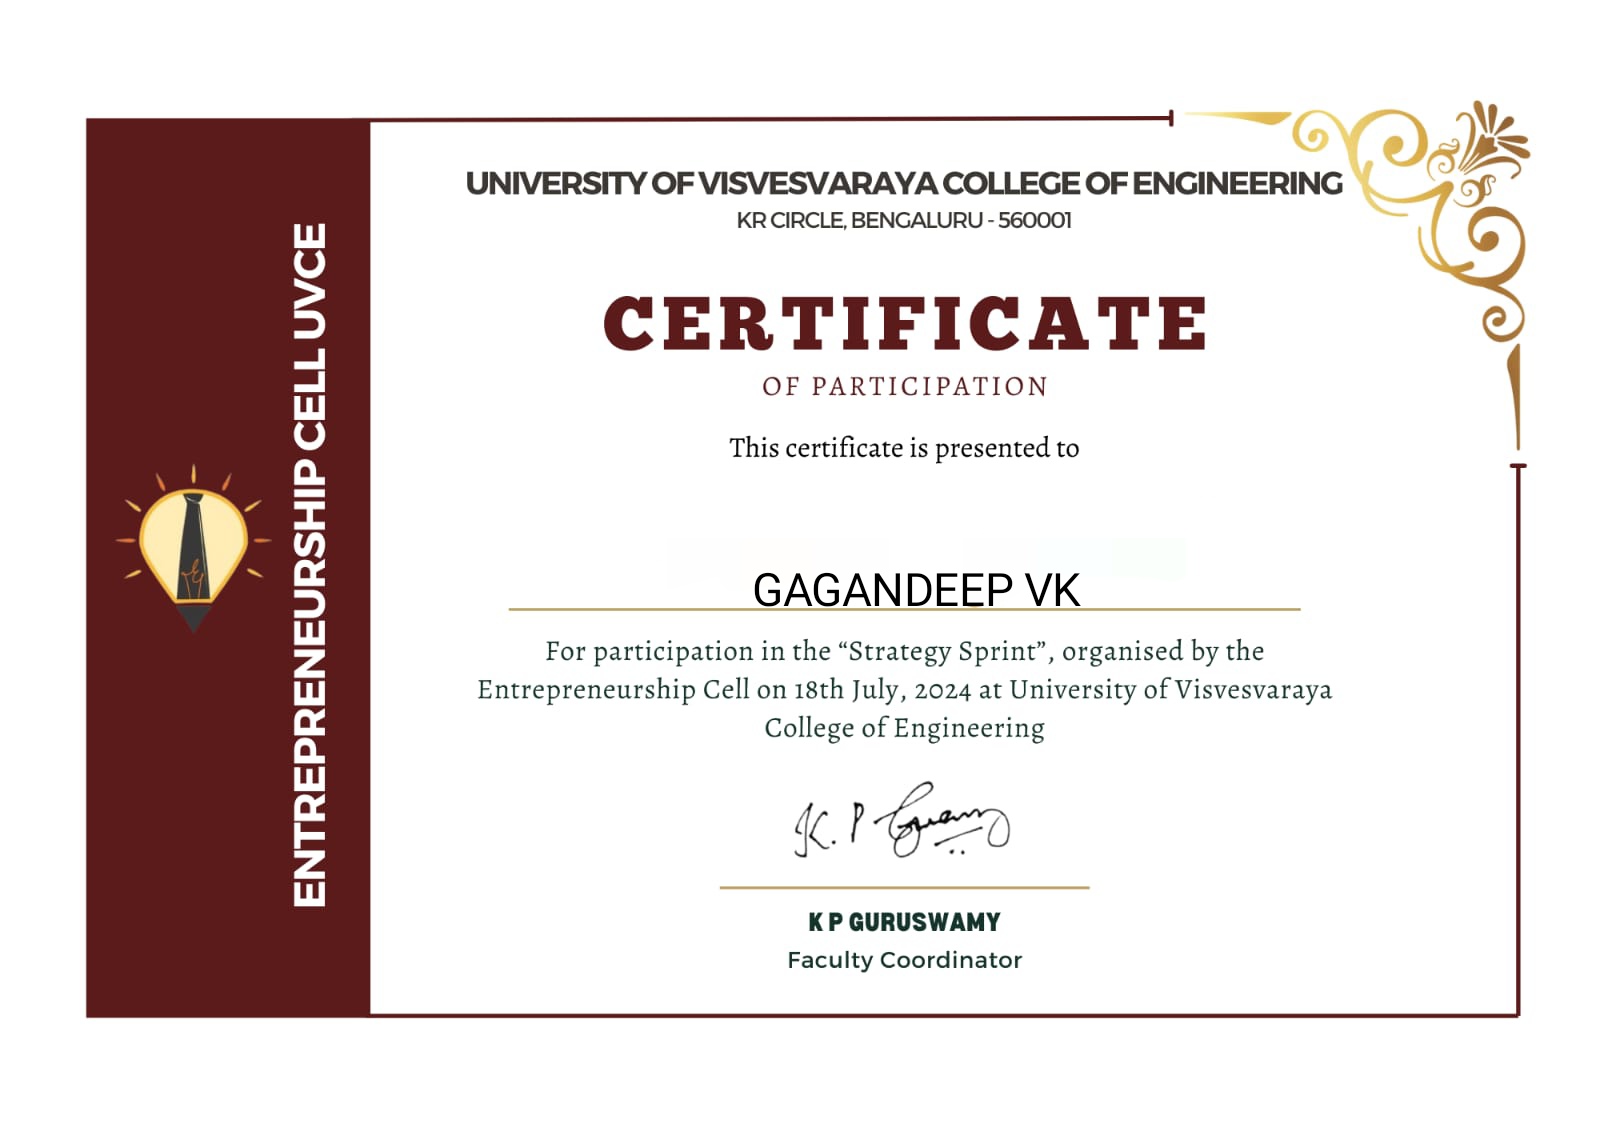 UNIVERSITY OF VISVESVARAYA COLLEGE OF ENGINEERING
KR CIRCLE, BENGALURU - 560001
CERTIFICATE
OF PARTICIPATION
This certificate is presented to
GAGANDEEP VK
For participation in the “Strategy Sprint”, organised by the
Entrepreneurship Cell on 18th July, 2024 at University of Visvesvaraya
College of Engineering
K. P Guruswamy
K P GURUSWAMY
Faculty Coordinator
ENTREPRENEURSHIP CELL UVCE